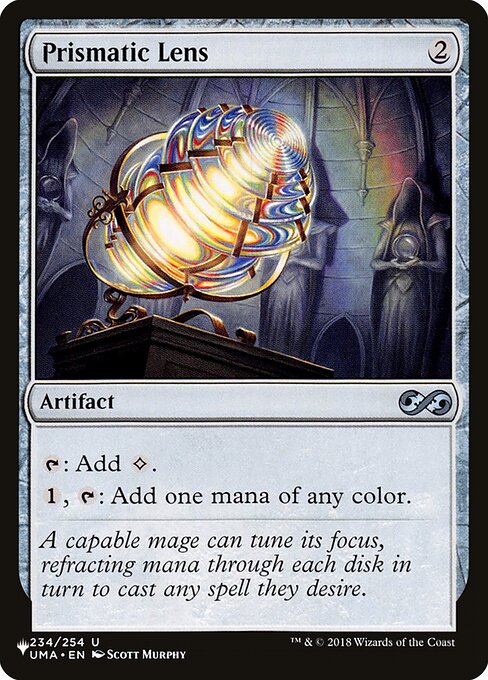 Prismatic Lens 2
Artifact
: Add .
1, : Add one mana of any color.
A capable mage can tune its focus,
refracting mana through each disk in
turn to cast any spell they desire.
234/254 U
UMA • EN Scott Murphy
™ & © 2018 Wizards of the Coast